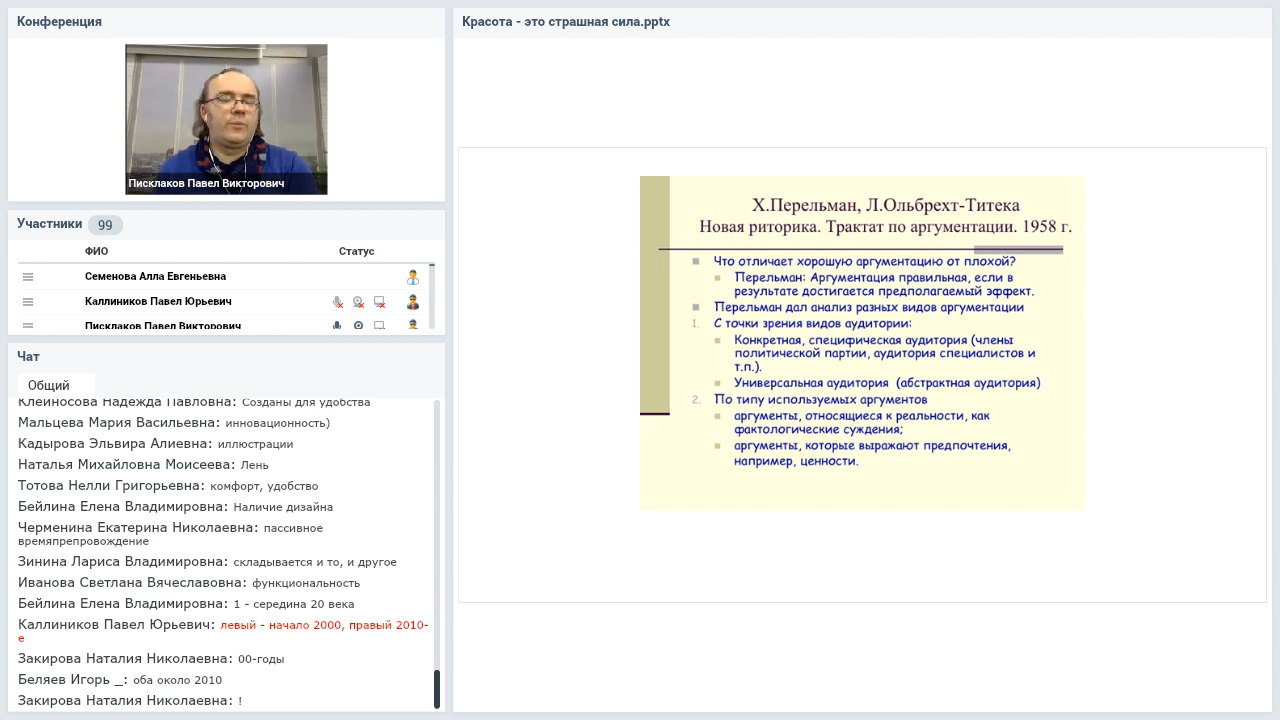 Конференция
Писклаков Павел Викторович
Участники 99
ФИО Статус
Семенова Алла Евгеньевна
Каллиников Павел Юрьевич
Писклаков Павел Викторович
Чат
Общий
Клейносова Надежда Павловна: Созданы для удобства
Мальцева Мария Васильевна: инновационность)
Кадырова Эльвира Алиевна: иллюстрации
Наталья Михайловна Моисеева: Лень
Тотова Нелли Григорьевна: комфорт, удобство
Бейлина Елена Владимировна: Наличие дизайна
Черменина Екатерина Николаевна: пассивное
времяпрепровождение
Зинина Лариса Владимировна: складывается и то, и другое
Иванова Светлана Вячеславовна: функциональность
Бейлина Елена Владимировна: 1 - середина 20 века
Каллиников Павел Юрьевич: левый - начало 2000, правый 2010-
е
Закирова Наталия Николаевна: 00-годы
Беляев Игорь _: оба около 2010
Закирова Наталия Николаевна: !
Красота - это страшная сила.pptx
Х.Перельман, Л.Ольбрехт-Титека
Новая риторика. Трактат по аргументации. 1958 г.
Что отличает хорошую аргументацию от плохой?
Перельман: Аргументация правильная, если в
результате достигается предполагаемый эффект.
Перельман дал анализ разных видов аргументации
1. С точки зрения видов аудитории:
Конкретная, специфическая аудитория (члены
политической партии, аудитория специалистов и
т.п.).
Универсальная аудитория (абстрактная аудитория)
2. По типу используемых аргументов
аргументы, относящиеся к реальности, как
фактологические суждения;
аргументы, которые выражают предпочтения,
например, ценности.